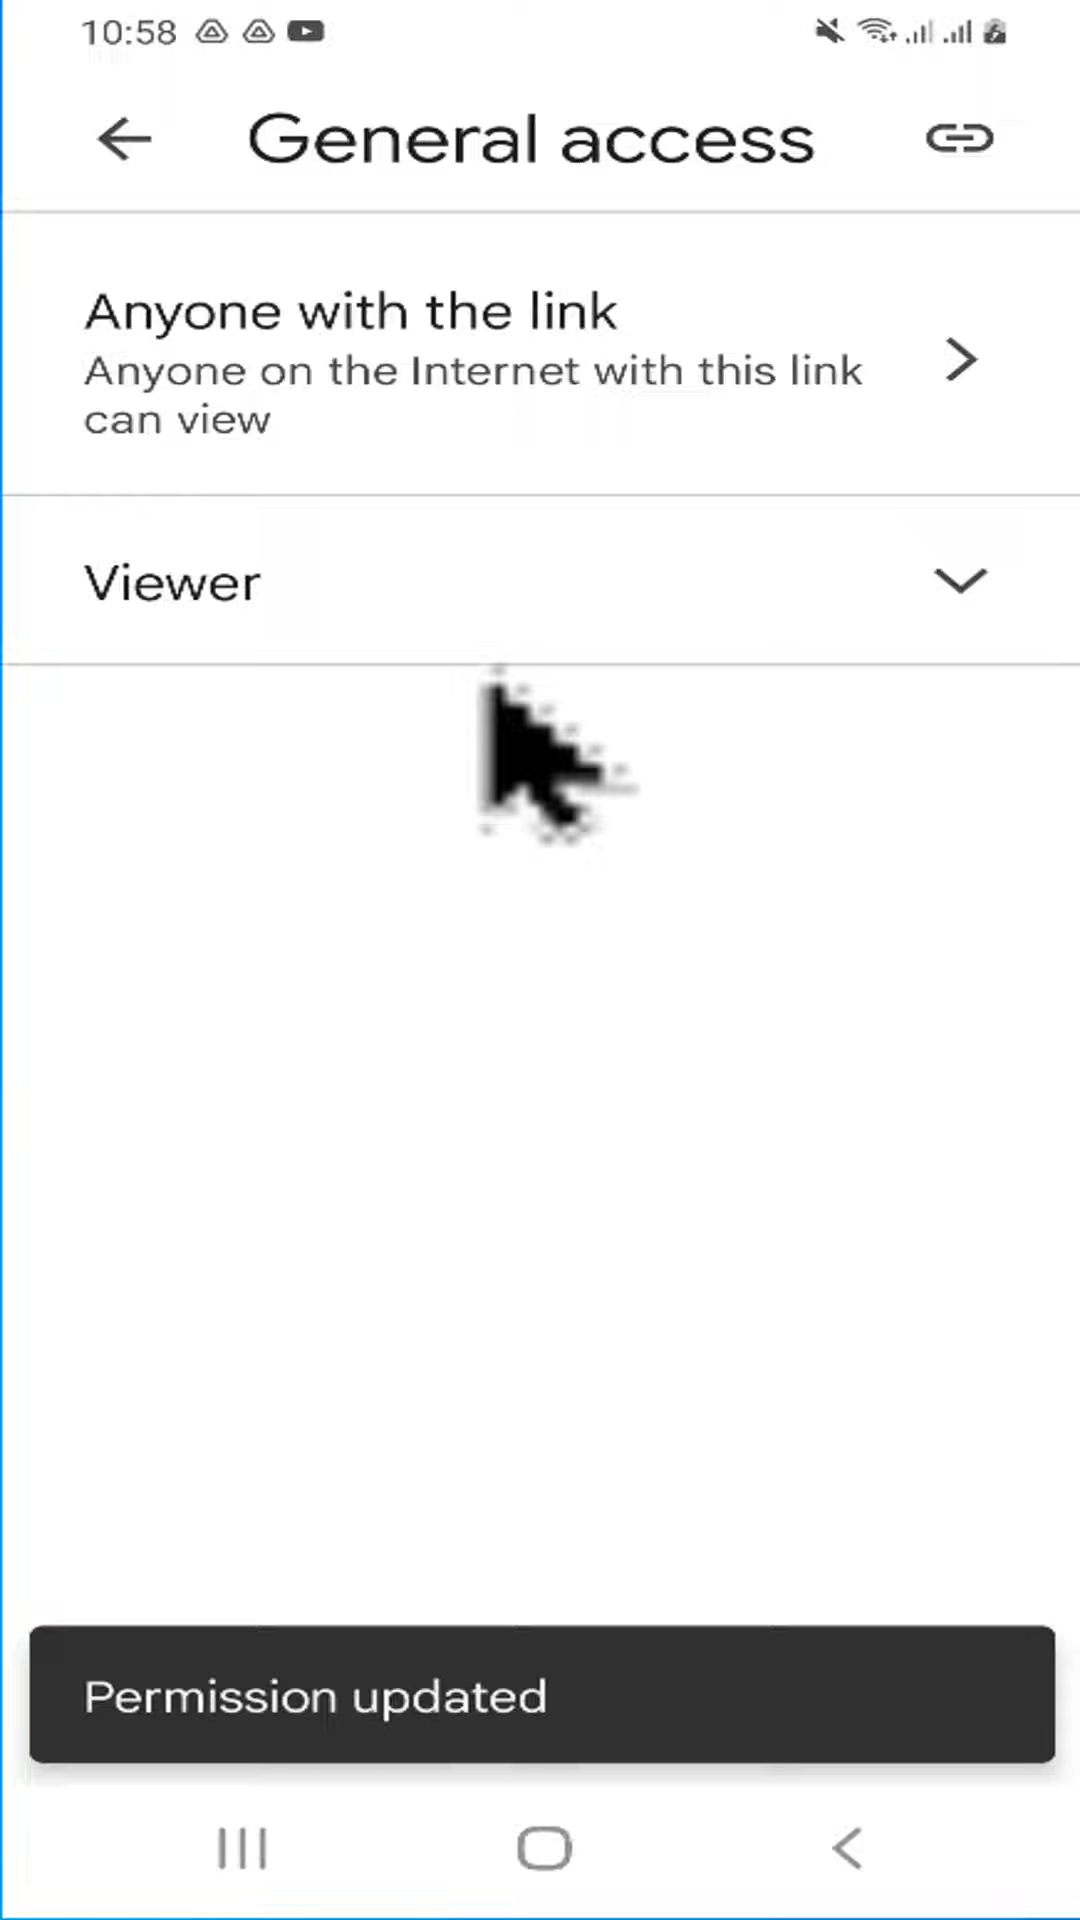 10:58
General access
Anyone with the link
Anyone on the Internet with this link
can view
Viewer
Permission updated